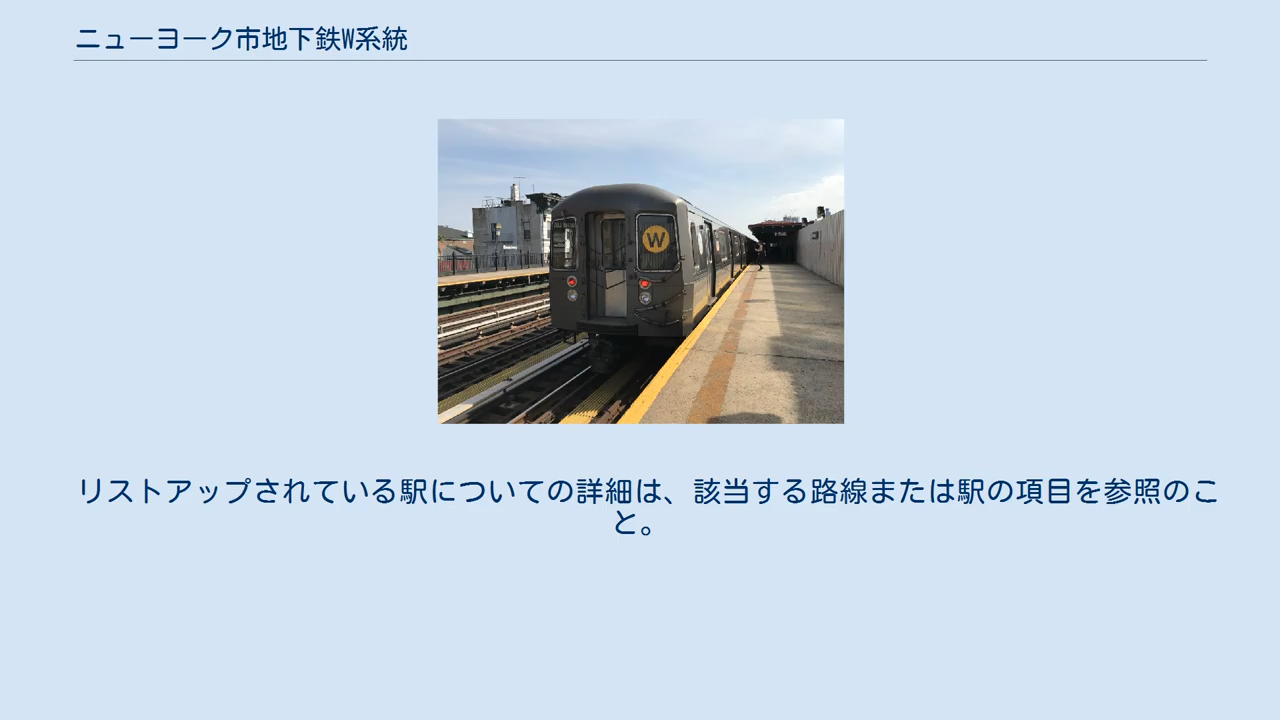 ニューヨーク市地下鉄W系統
W
リストアップされている駅についての詳細は、該当する路線または駅の項目を参照のこ
と。